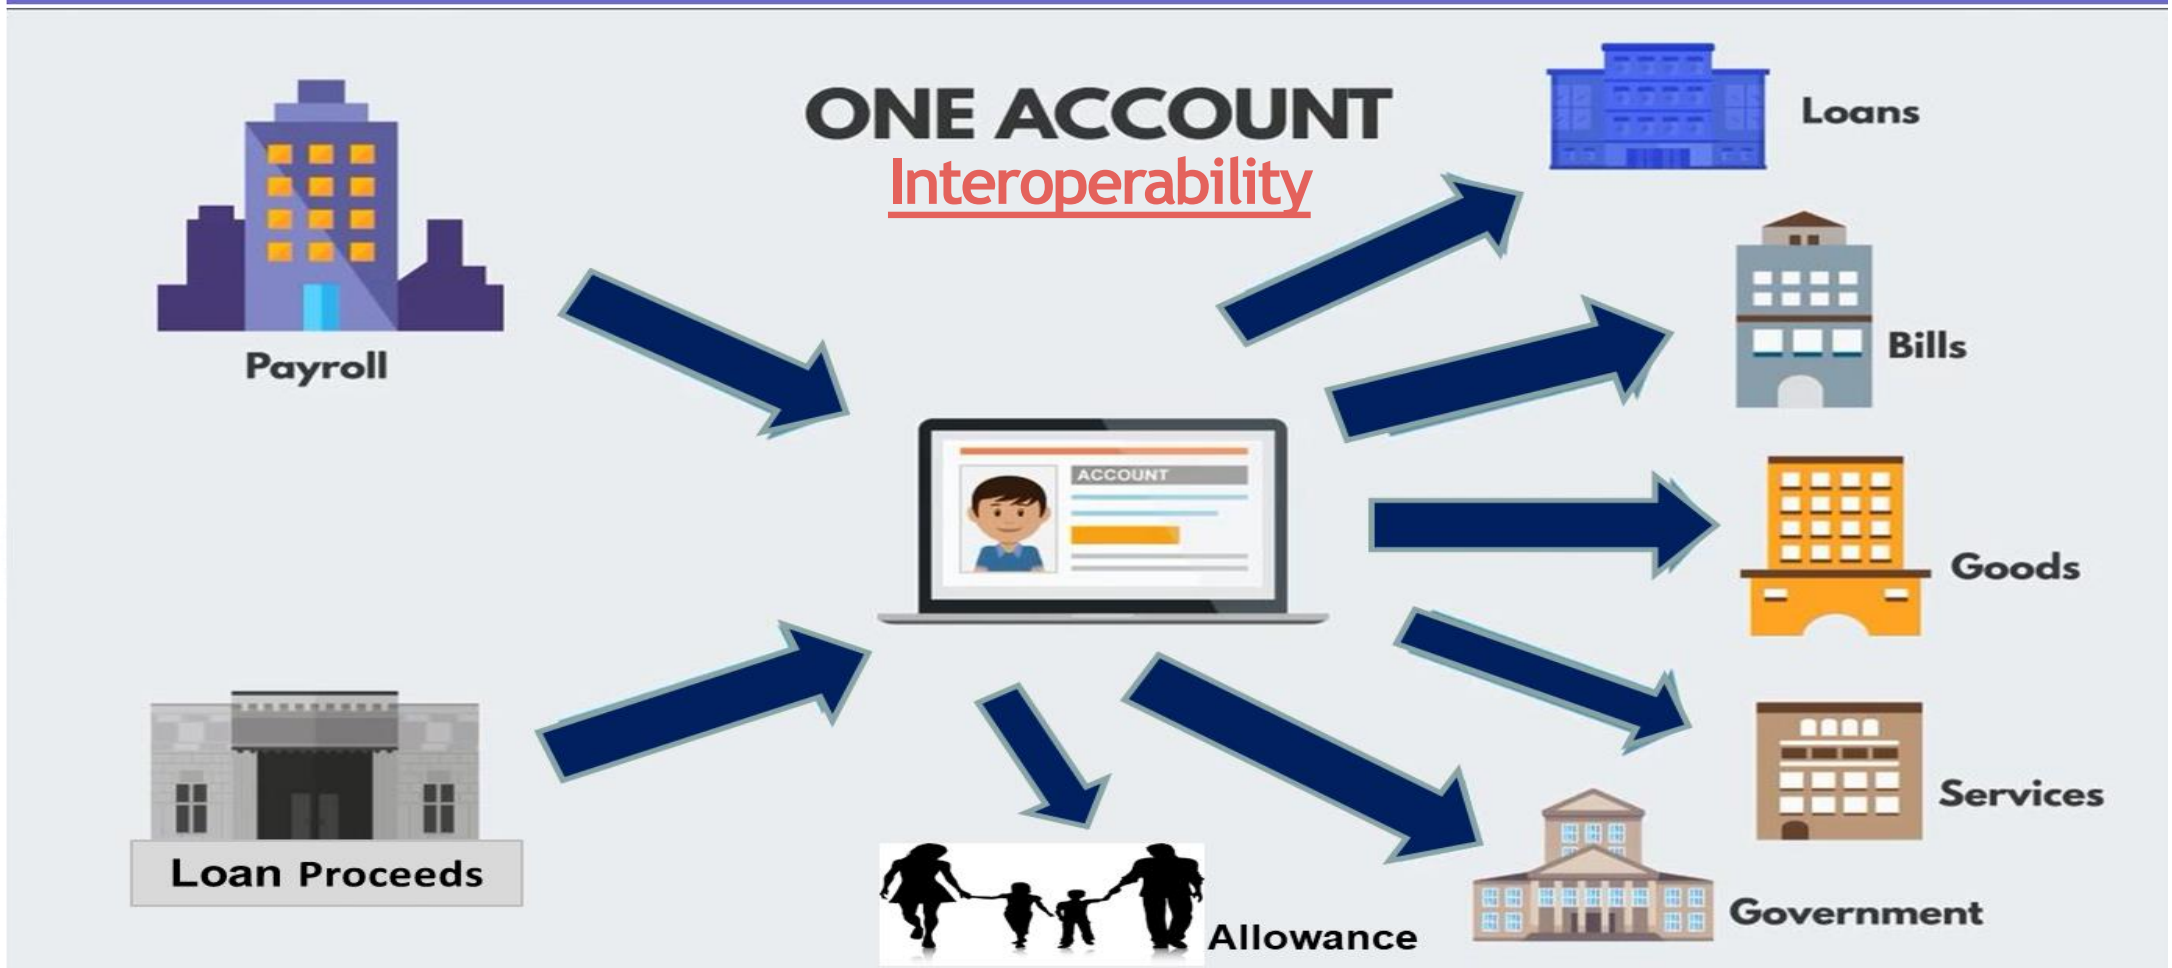 ONE ACCOUNT
Interoperability
Loans
Payroll
Bills
ACCOUNT
Goods
Services
Loan Proceeds
Government
Allowance